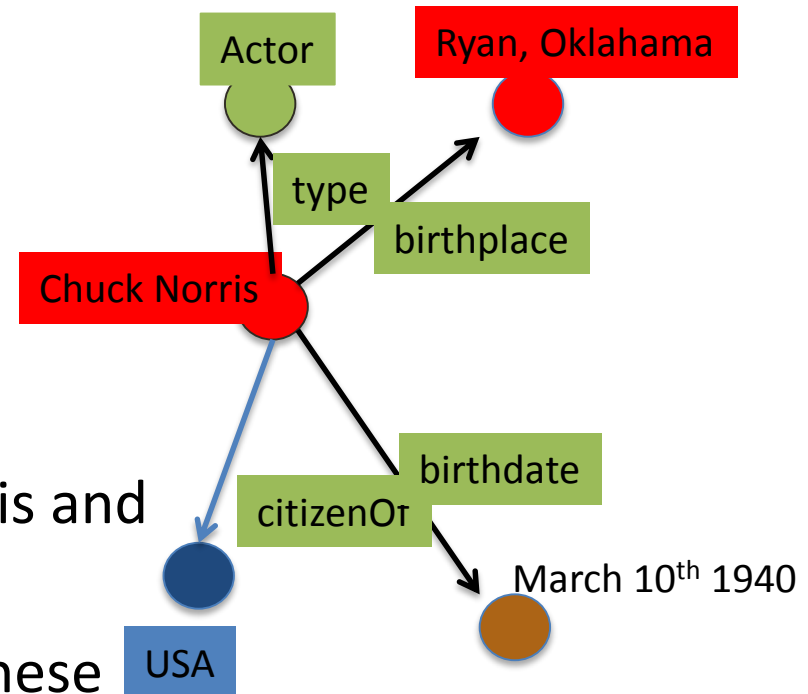 Actor
Ryan, Oklahama
type
birthplace
Chuck Norris
birthdate
is and
citizenOf
March 10th 1940
hese
USA